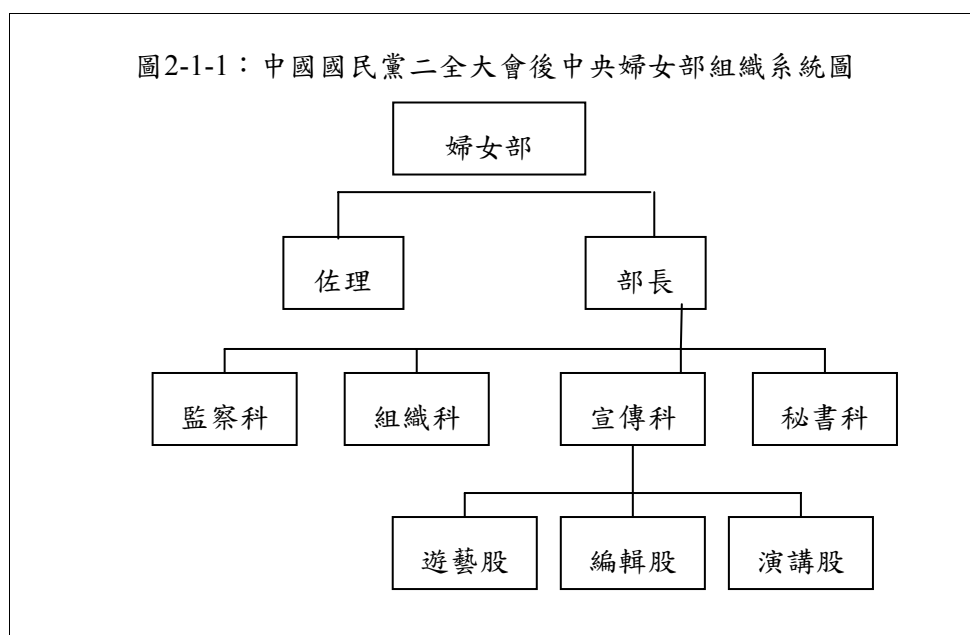 圖2-1-1：中國國民黨二全大會後中央婦女部組織系統圖
婦女部
佐理
部長
監察科
組織科
宣傳科
秘書科
遊藝股
編輯股
演講股